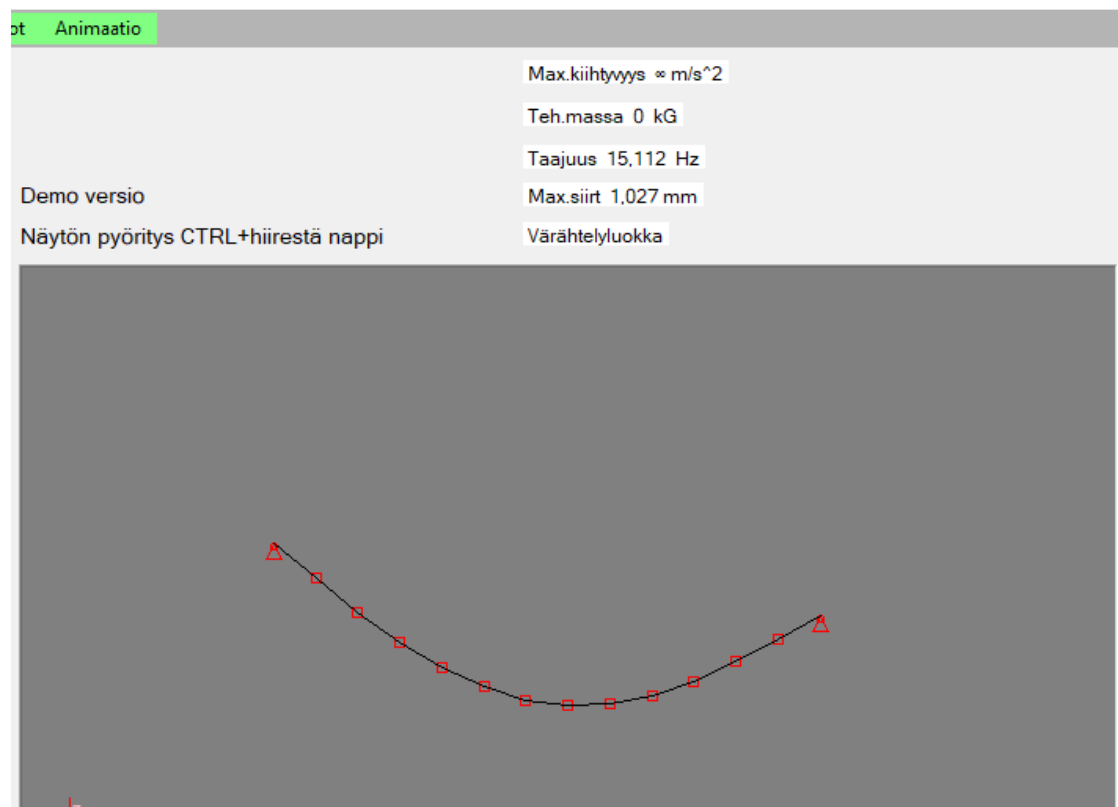 ot Animaatio
Max.kiihtyvyys ∞ m/s^2
Teh.massa 0 kG
Taajuus 15,112 Hz
Demo versio
Max.siirt 1,027 mm
Näytön pyöritys CTRL+hiirestä nappi
Värähtelyluokka